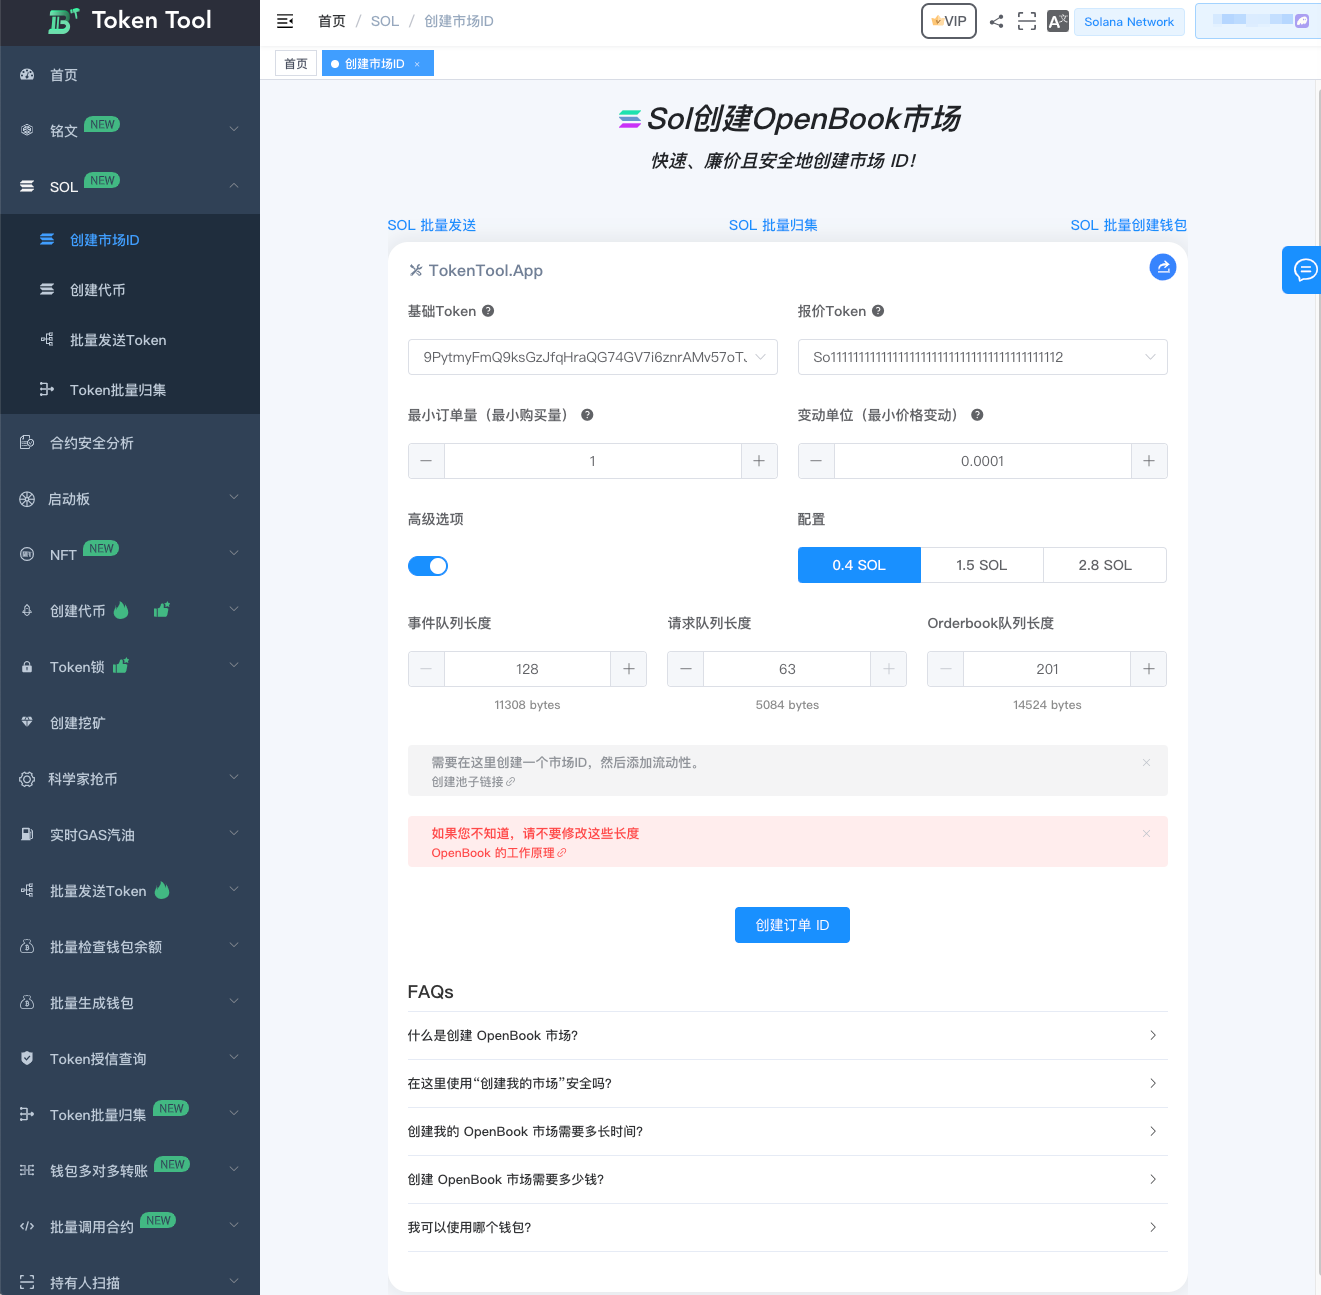 Token Tool
首页 / SOL / 创建市场ID
VIP
Solana Network
首页
创建市场ID ×
首页
铭文 NEW
SOL NEW
创建市场ID
创建代币
批量发送Token
Token批量归集
合约安全分析
启动板
NFT NEW
创建代币
Token锁
创建挖矿
科学家抢币
实时GAS汽油
批量发送Token
批量检查钱包余额
批量生成钱包
Token授信查询
Token批量归集 NEW
钱包多对多转账 NEW
批量调用合约 NEW
持有人扫描
Sol创建OpenBook市场
快速、廉价且安全地创建市场 ID!
SOL 批量发送
SOL 批量归集
SOL 批量创建钱包
TokenTool.App
基础Token
报价Token
9PytmyFmQ9ksGzJfqHraQG74GV7i6znrAMv57oT
So11111111111111111111111111111111111111112
最小订单量（最小购买量）
变动单位（最小价格变动）
1
0.0001
高级选项
配置
0.4 SOL
1.5 SOL
2.8 SOL
事件队列长度
请求队列长度
Orderbook队列长度
128
63
201
11308 bytes
5084 bytes
14524 bytes
需要在这里创建一个市场ID，然后添加流动性。
创建池子链接
如果您不知道，请不要修改这些长度
OpenBook 的工作原理
创建订单 ID
FAQs
什么是创建 OpenBook 市场?
在这里使用“创建我的市场”安全吗?
创建我的 OpenBook 市场需要多长时间?
创建 OpenBook 市场需要多少钱?
我可以使用哪个钱包?